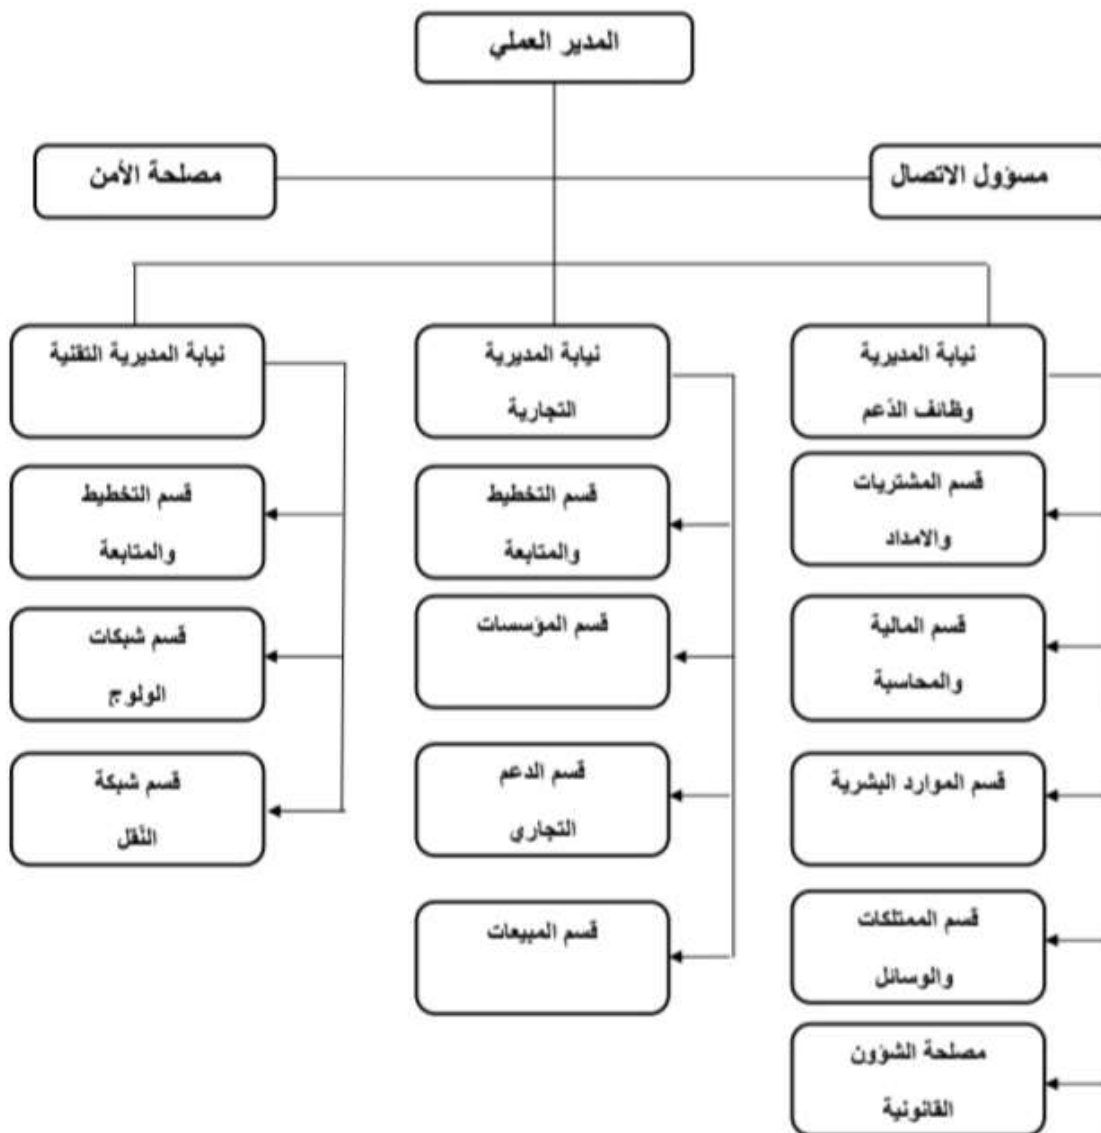 المدير العملي
مسؤول الاتصال
مصلحة الأمن
نيابة المديرية
وظائف الدّعم
قسم المشتريات
والامداد
قسم المالية
والمحاسبة
قسم الموارد البشرية
قسم الممتلكات
والوسائل
مصلحة الشؤون
القانونية
نيابة المديرية
التجارية
قسم التخطيط
والمتابعة
قسم المؤسسات
قسم الدعم
التجاري
قسم المبيعات
نيابة المديرية التقنية
قسم التخطيط
والمتابعة
قسم شبكات
الولوج
قسم شبكة
النّقل